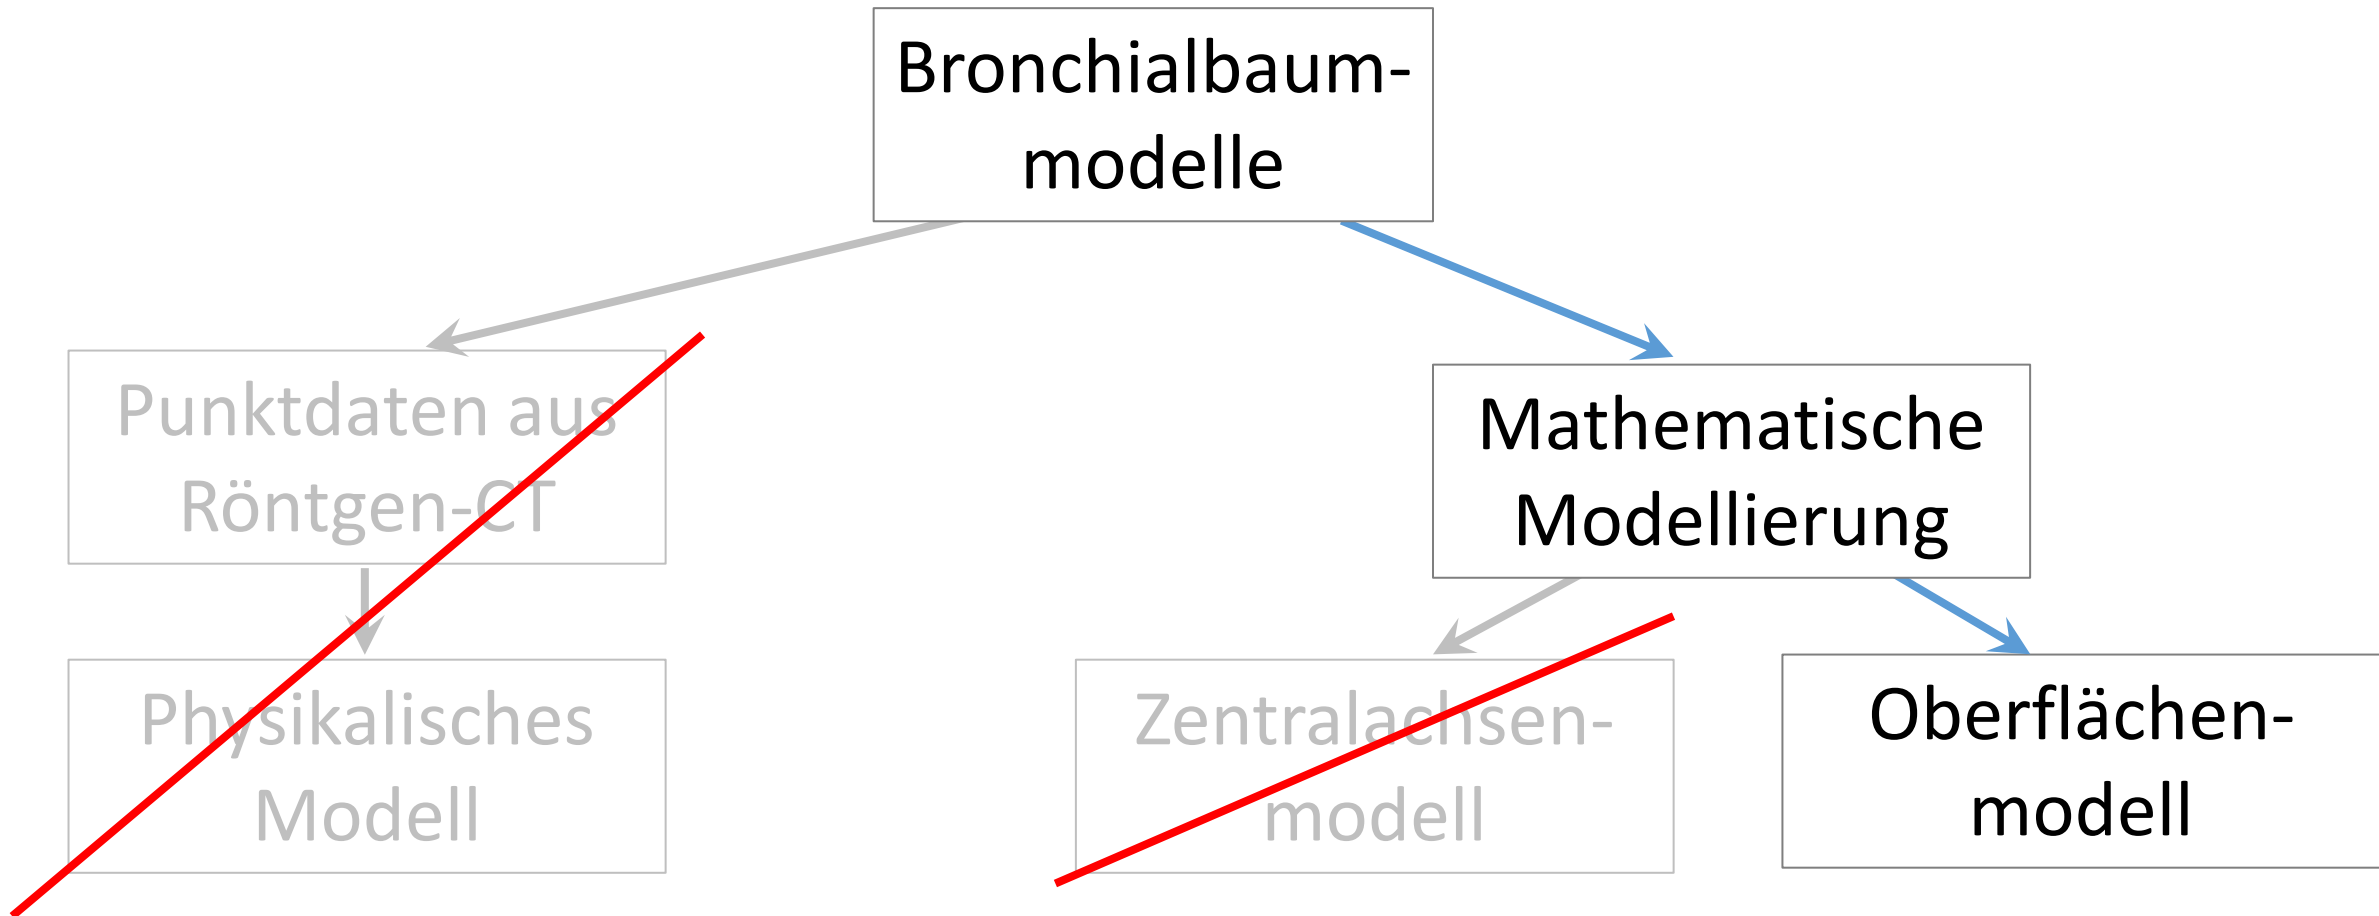 Bronchialbaum-
modelle
Punktdaten aus
Röntgen-CT
Mathematische
Modellierung
Physikalisches
Modell
Zentralachsen-
modell
Oberflächen-
modell